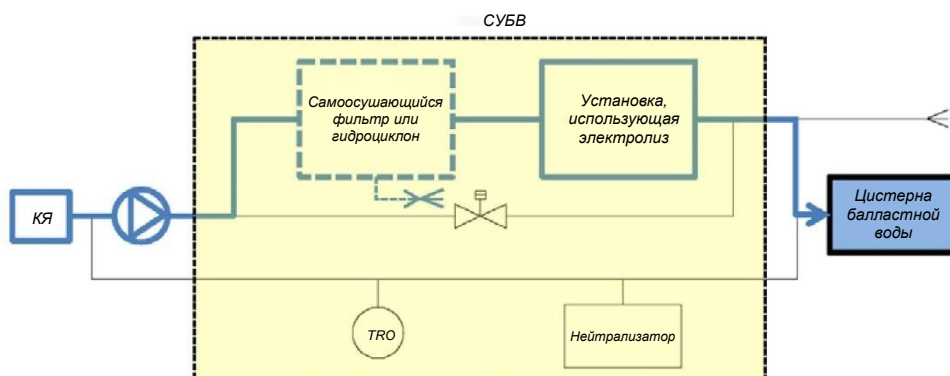 СУБВ
Самоосушающийся
фильтр или
гидроциклон
Установка,
использующая
электролиз
КЯ
Цистерна
балластной
воды
TRO
Нейтрализатор